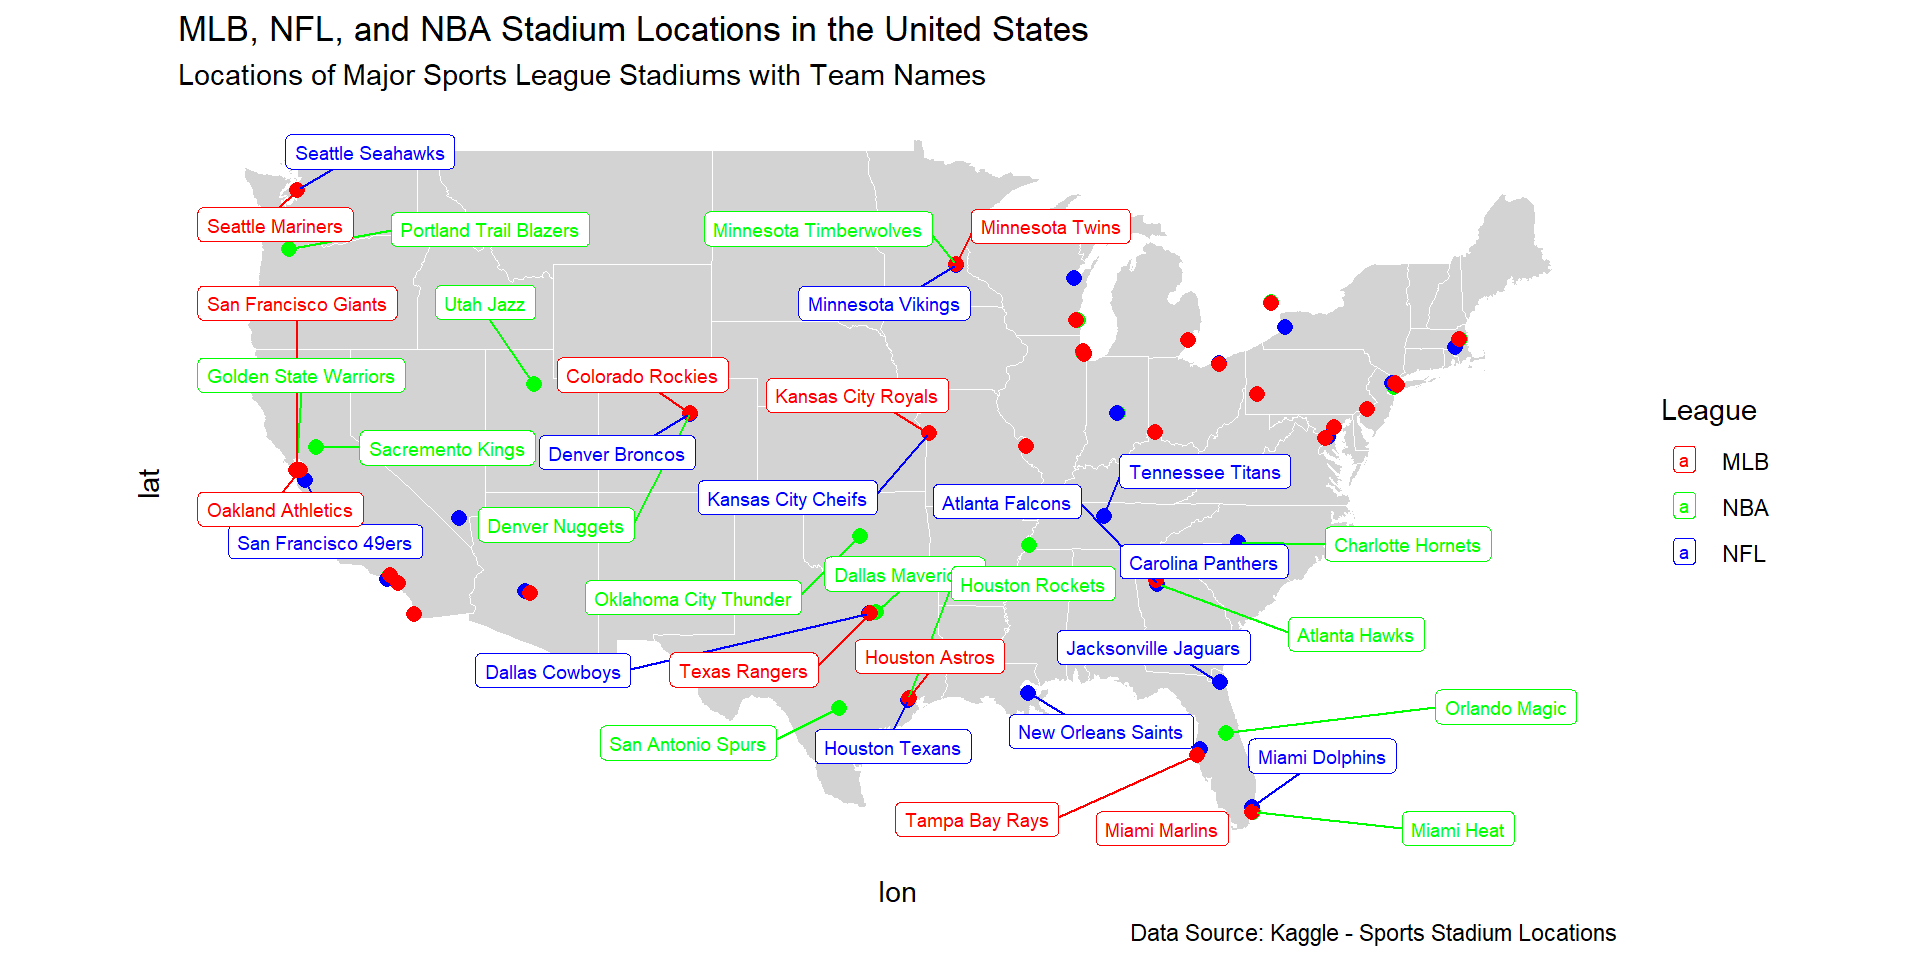 MLB, NFL, and NBA Stadium Locations in the United States
Locations of Major Sports League Stadiums with Team Names
Seattle Seahawks
Seattle Mariners
Portland Trail Blazers
Minnesota Timberwolves
Minnesota Twins
San Francisco Giants
Utah Jazz
Minnesota Vikings
Golden State Warriors
Colorado Rockies
Kansas City Royals
Sacremento Kings
Denver Broncos
Tennessee Titans
Oakland Athletics
Kansas City Cheifs
Atlanta Falcons
San Francisco 49ers
Denver Nuggets
Charlotte Hornets
Carolina Panthers
Oklahoma City Thunder
Dallas Maveric
Houston Rockets
Atlanta Hawks
Dallas Cowboys
Texas Rangers
Houston Astros
Jacksonville Jaguars
San Antonio Spurs
Houston Texans
New Orleans Saints
Orlando Magic
Miami Dolphins
Tampa Bay Rays
Miami Marlins
Miami Heat
lat
lon
League
a MLB
a NBA
a NFL
Data Source: Kaggle - Sports Stadium Locations